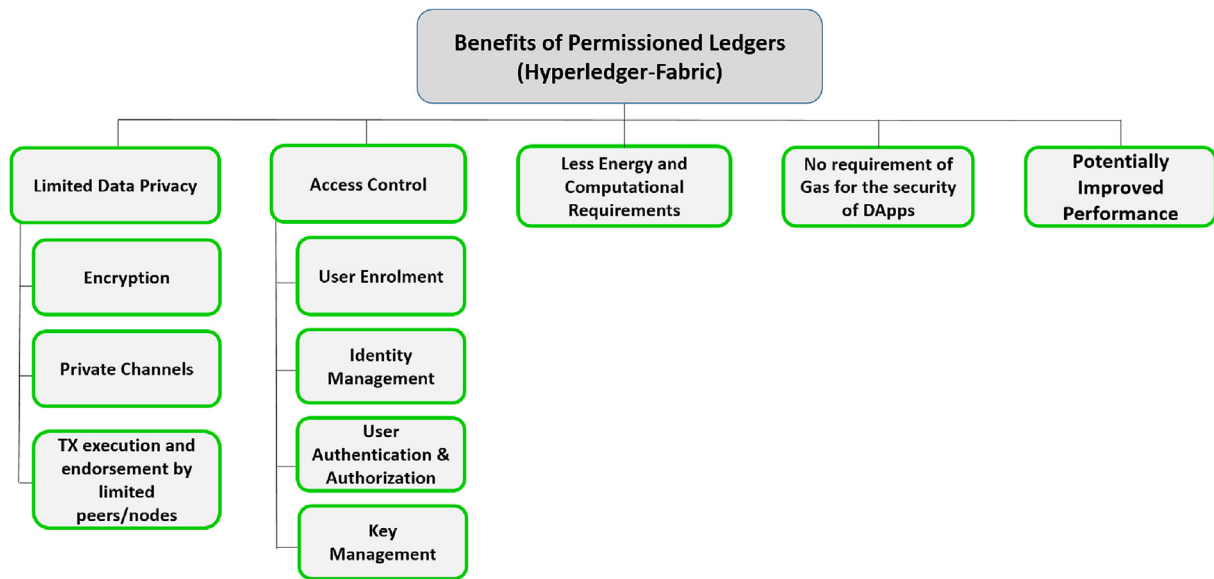 Benefits of Permissioned Ledgers
(Hyperledger-Fabric)
Limited Data Privacy
Encryption
Private Channels
TX execution and
endorsement by
limited
peers/nodes
Access Control
User Enrolment
Identity
Management
User
Authentication &
Authorization
Key
Management
Less Energy and
Computational
Requirements
No requirement of
Gas for the security
of DApps
Potentially
Improved
Performance